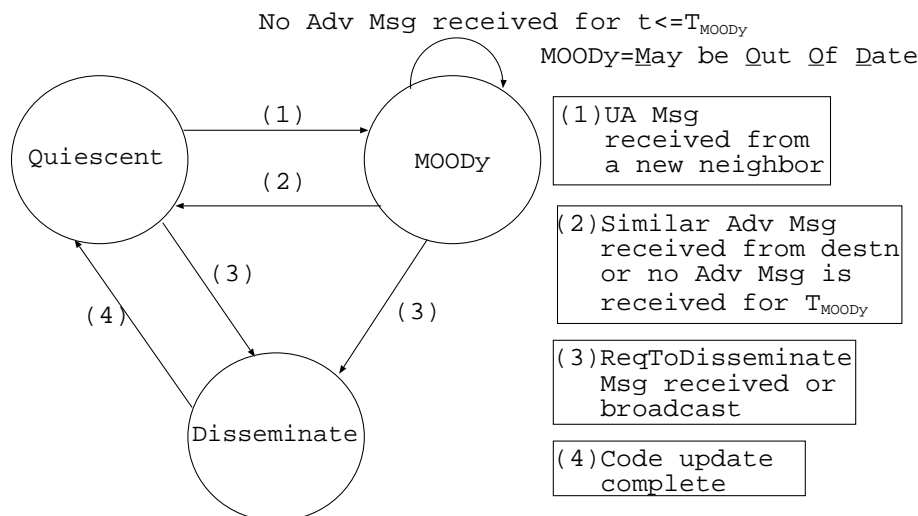 No Adv Msg received for t<=T_MOODy
MOODy=May be Out Of Date
(1)
Quiescent
MOODy
(2)
(3)
(4)
(3)
Disseminate
(1)UA Msg
received from
a new neighbor
(2)Similar Adv Msg
received from destn
or no Adv Msg is
received for T_MOODy
(3)ReqToDisseminate
Msg received or
broadcast
(4)Code update
complete